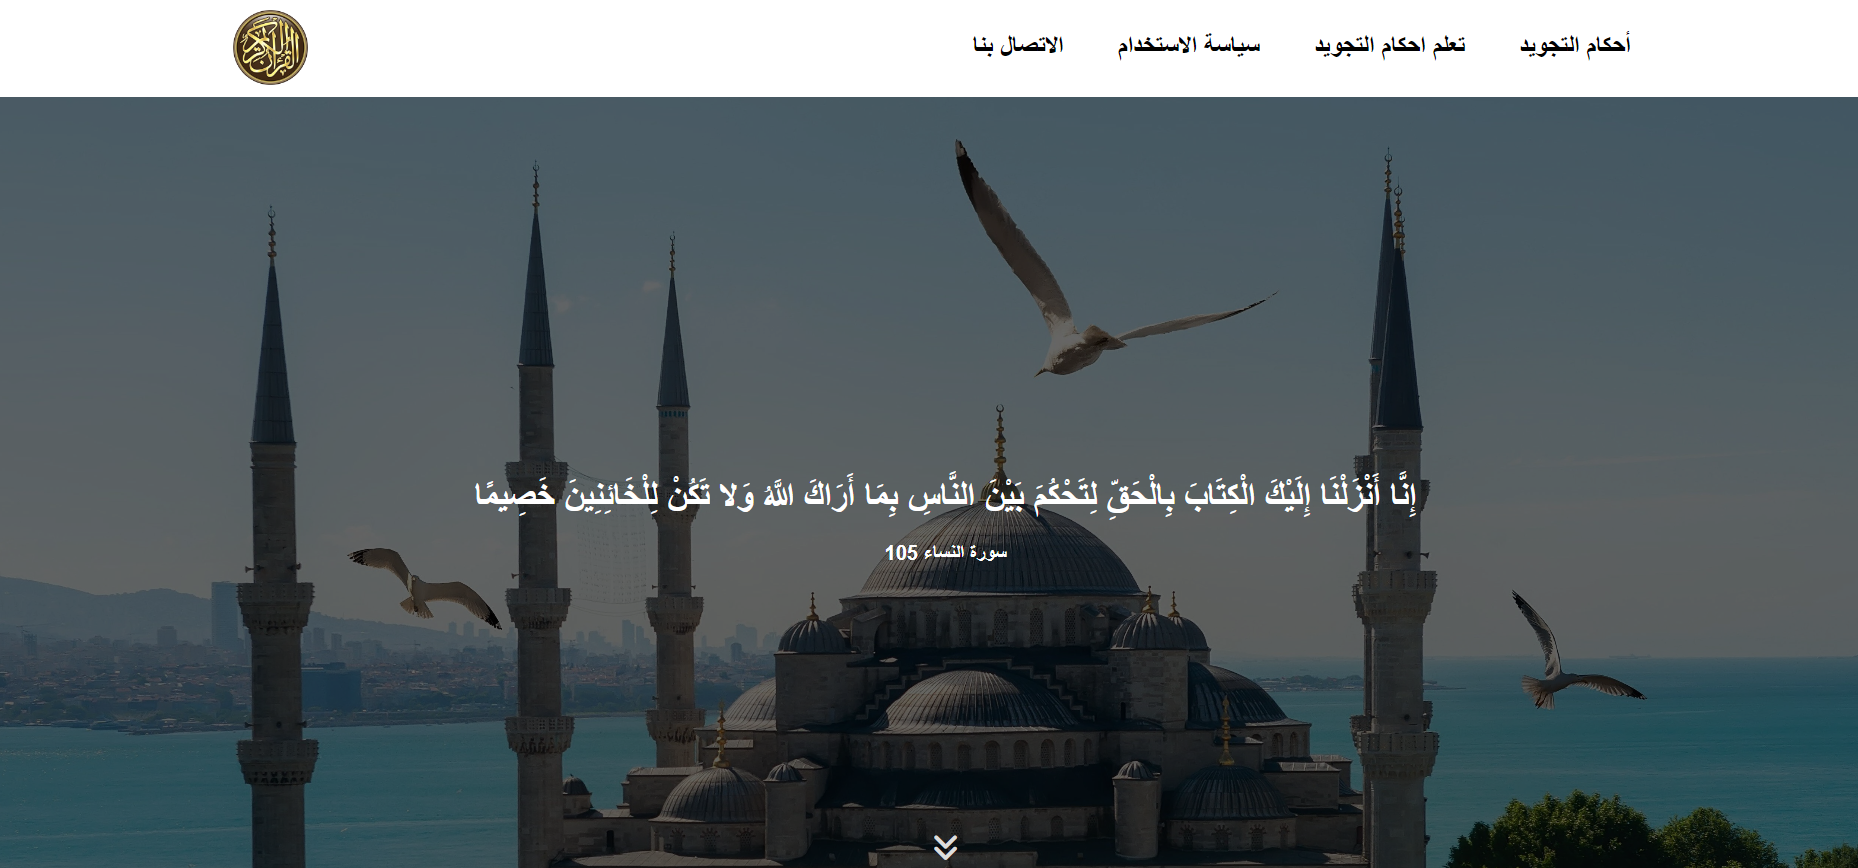 أحكام التجويد
تعلم احكام التجويد
سياسة الاستخدام
الاتصال بنا
القرآن الكريم
إِنَّا أَنْزَلْنَا إِلَيْكَ الْكِتَابَ بِالْحَقِّ لِتَحْكُمَ بَيْنَ النَّاسِ بِمَا أَرَاكَ اللَّهُ وَلا تَكُنْ لِلْخَائِنِينَ خَصِيمًا
سورة النساء 105